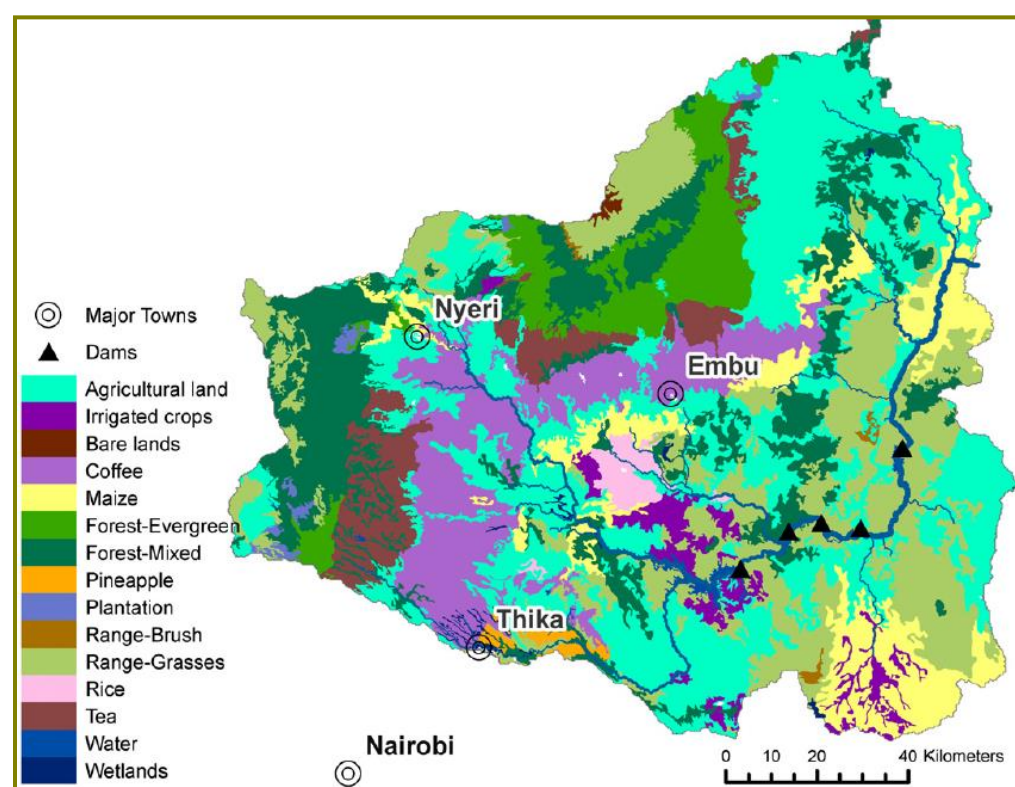 Nyeri
Embu
Thika
Nairobi
Major Towns
Dams
Agricultural land
Irrigated crops
Bare lands
Coffee
Maize
Forest-Evergreen
Forest-Mixed
Pineapple
Plantation
Range-Brush
Range-Grasses
Rice
Tea
Water
Wetlands
0 10 20 40 Kilometers